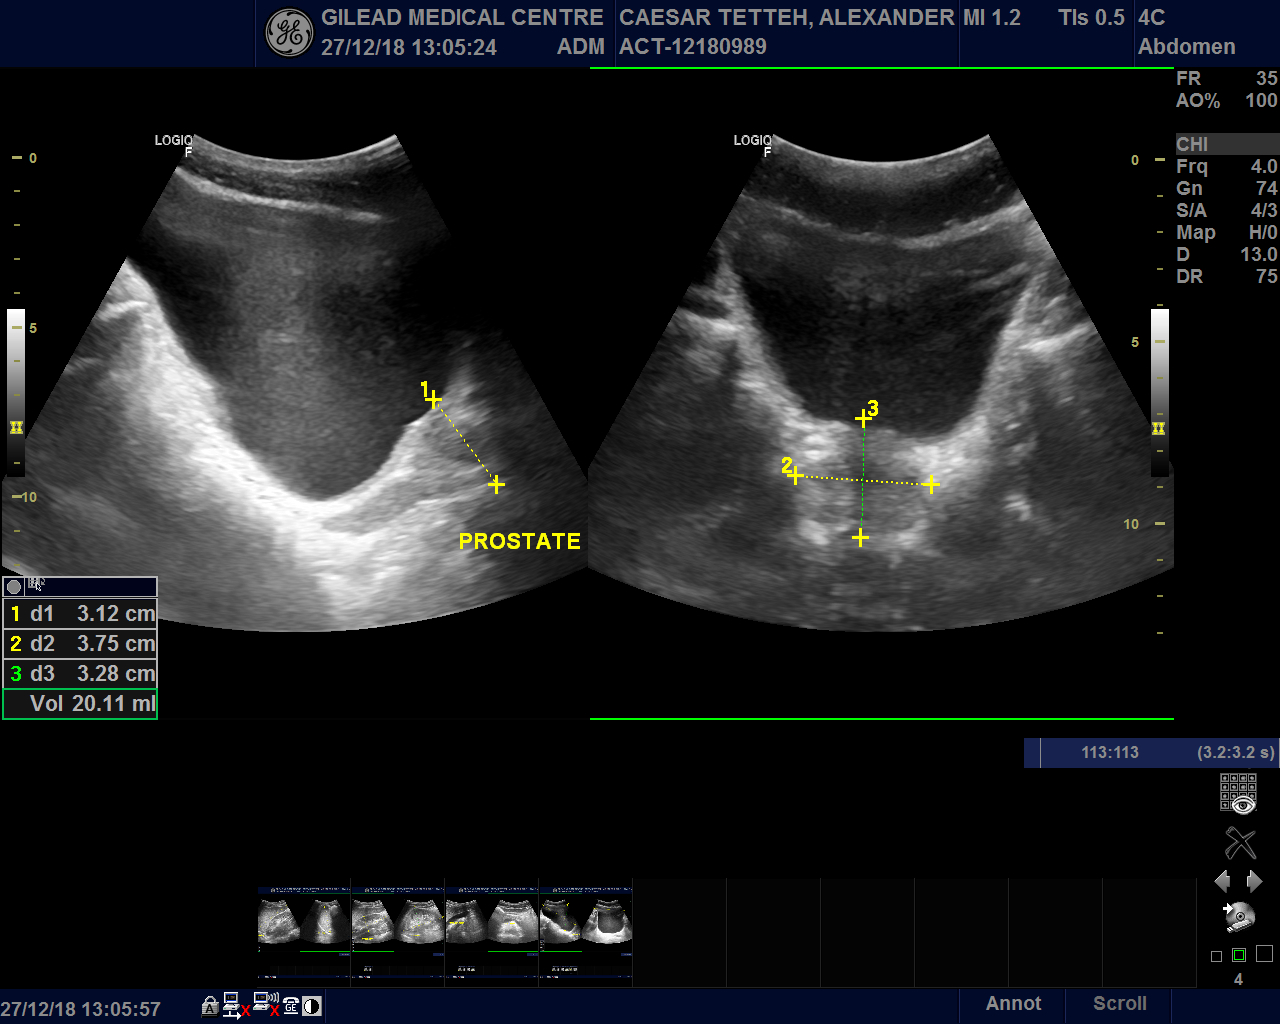 GILEAD MEDICAL CENTRE
27/12/18 13:05:24 ADM
CAESAR TETTEH, ALEXANDER
ACT-12180989
MI 1.2 TIs 0.5
4C
Abdomen
FR 35
AO% 100
CHI
Frq 4.0
Gn 74
S/A 4/3
Map H/0
D 13.0
DR 75
LOGIQ
F
0
5
10
1
PROSTATE
LOGIQ
F
0
5
10
3
2
1 d1 3.12 cm
2 d2 3.75 cm
3 d3 3.28 cm
Vol 20.11 ml
113:113 (3.2:3.2 s)
4
27/12/18 13:05:57
GE
Annot
Scroll